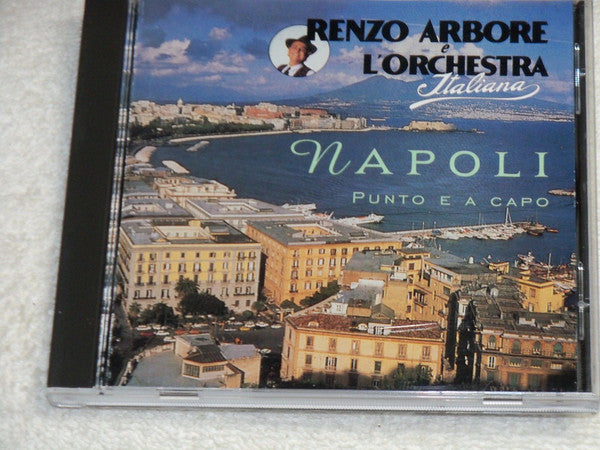 RENZO ARBORE
e
L'ORCHESTRA
Italiana
NAPOLI
PUNTO E A CAPO